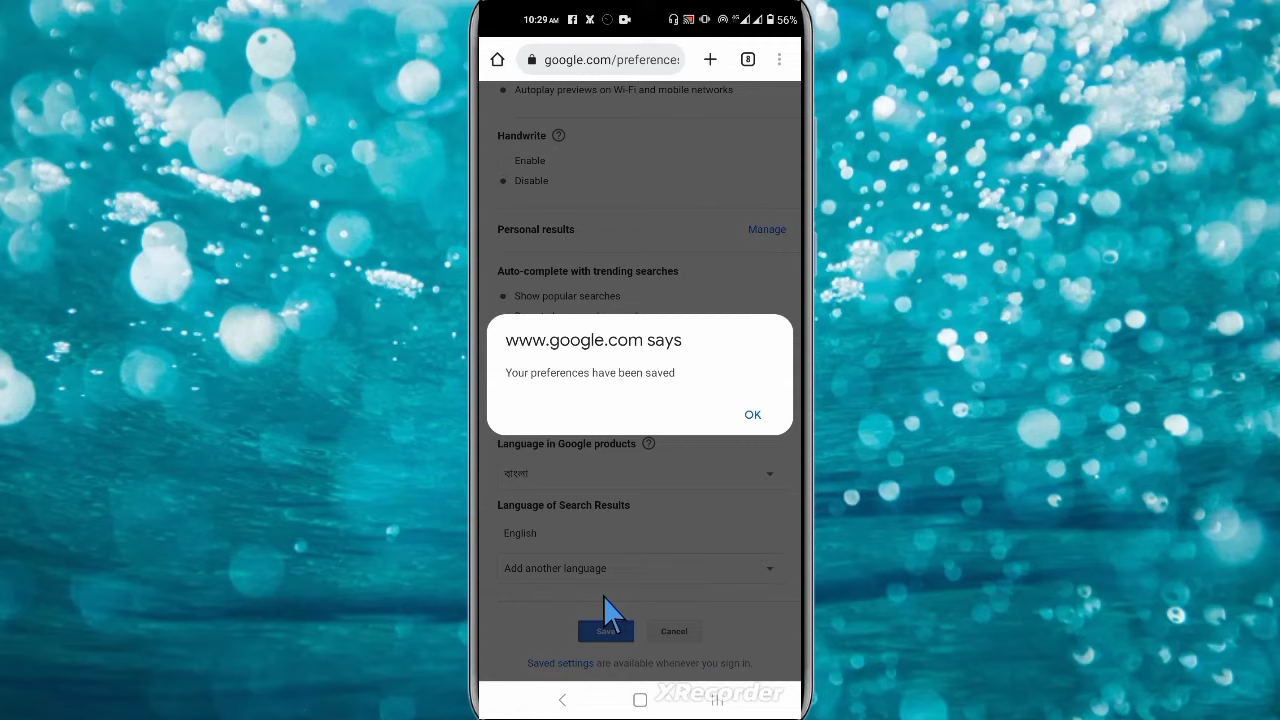 10:29 AM
56%
google.com/preferences
8
Autoplay previews on Wi-Fi and mobile networks
Handwrite
Enable
Disable
Personal results
Manage
Auto-complete with trending searches
Show popular searches
www.google.com says
Your preferences have been saved
OK
Language in Google products
বাংলা
Language of Search Results
English
Add another language
Save
Cancel
Saved settings are available whenever you sign in.
XRecorder